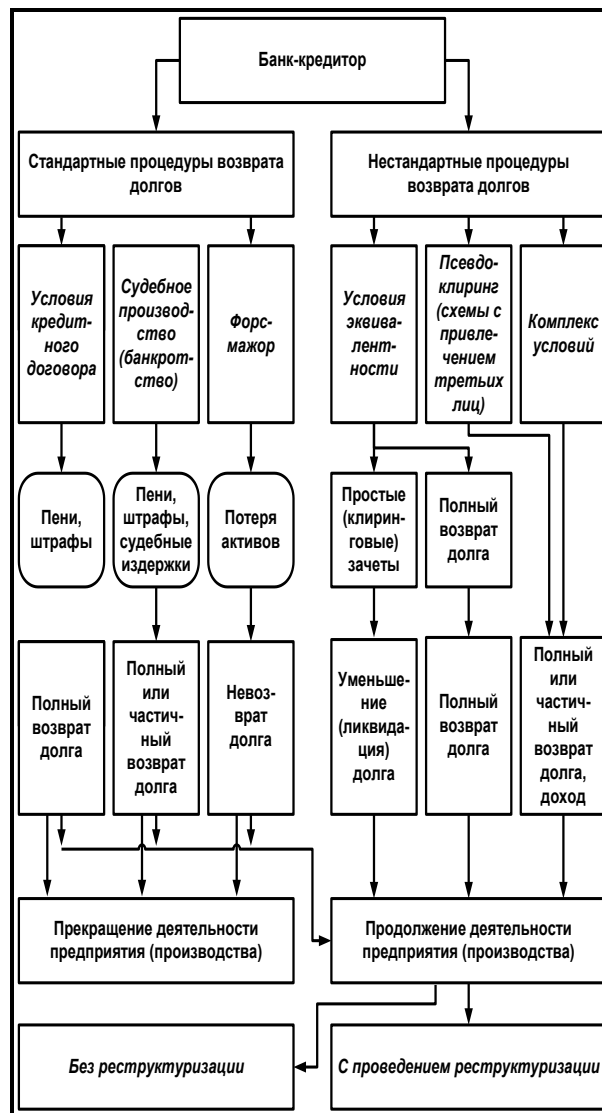 Банк-кредитор
Стандартные процедуры возврата
долгов
Нестандартные процедуры
возврата долгов
Условия
кредит-
ного
договора
Судебное
производ-
ство
(банкрот-
ство)
Форс-
мажор
Условия
эквива-
лентн-
ности
Псевдо-
клиринг
(схемы с
привле-
чением
третьих
лиц)
Комплекс
условий
Пени,
штрафы
Пени,
штрафы,
судебные
издержки
Потеря
активов
Простые
(клирин-
говые)
зачеты
Полный
возврат
долга
Полный
возврат
долга
Полный
или
частич-
ный
возврат
долга
Невоз-
врат
долга
Уменьше-
ние
(ликвида-
ция)
долга
Полный
возврат
долга
Полный
или
частич-
ный
возврат
долга,
доход
Прекращение деятельности
предприятия (производства)
Продолжение деятельности
предприятия (производства)
Без реструктуризации
С проведением реструктуризации